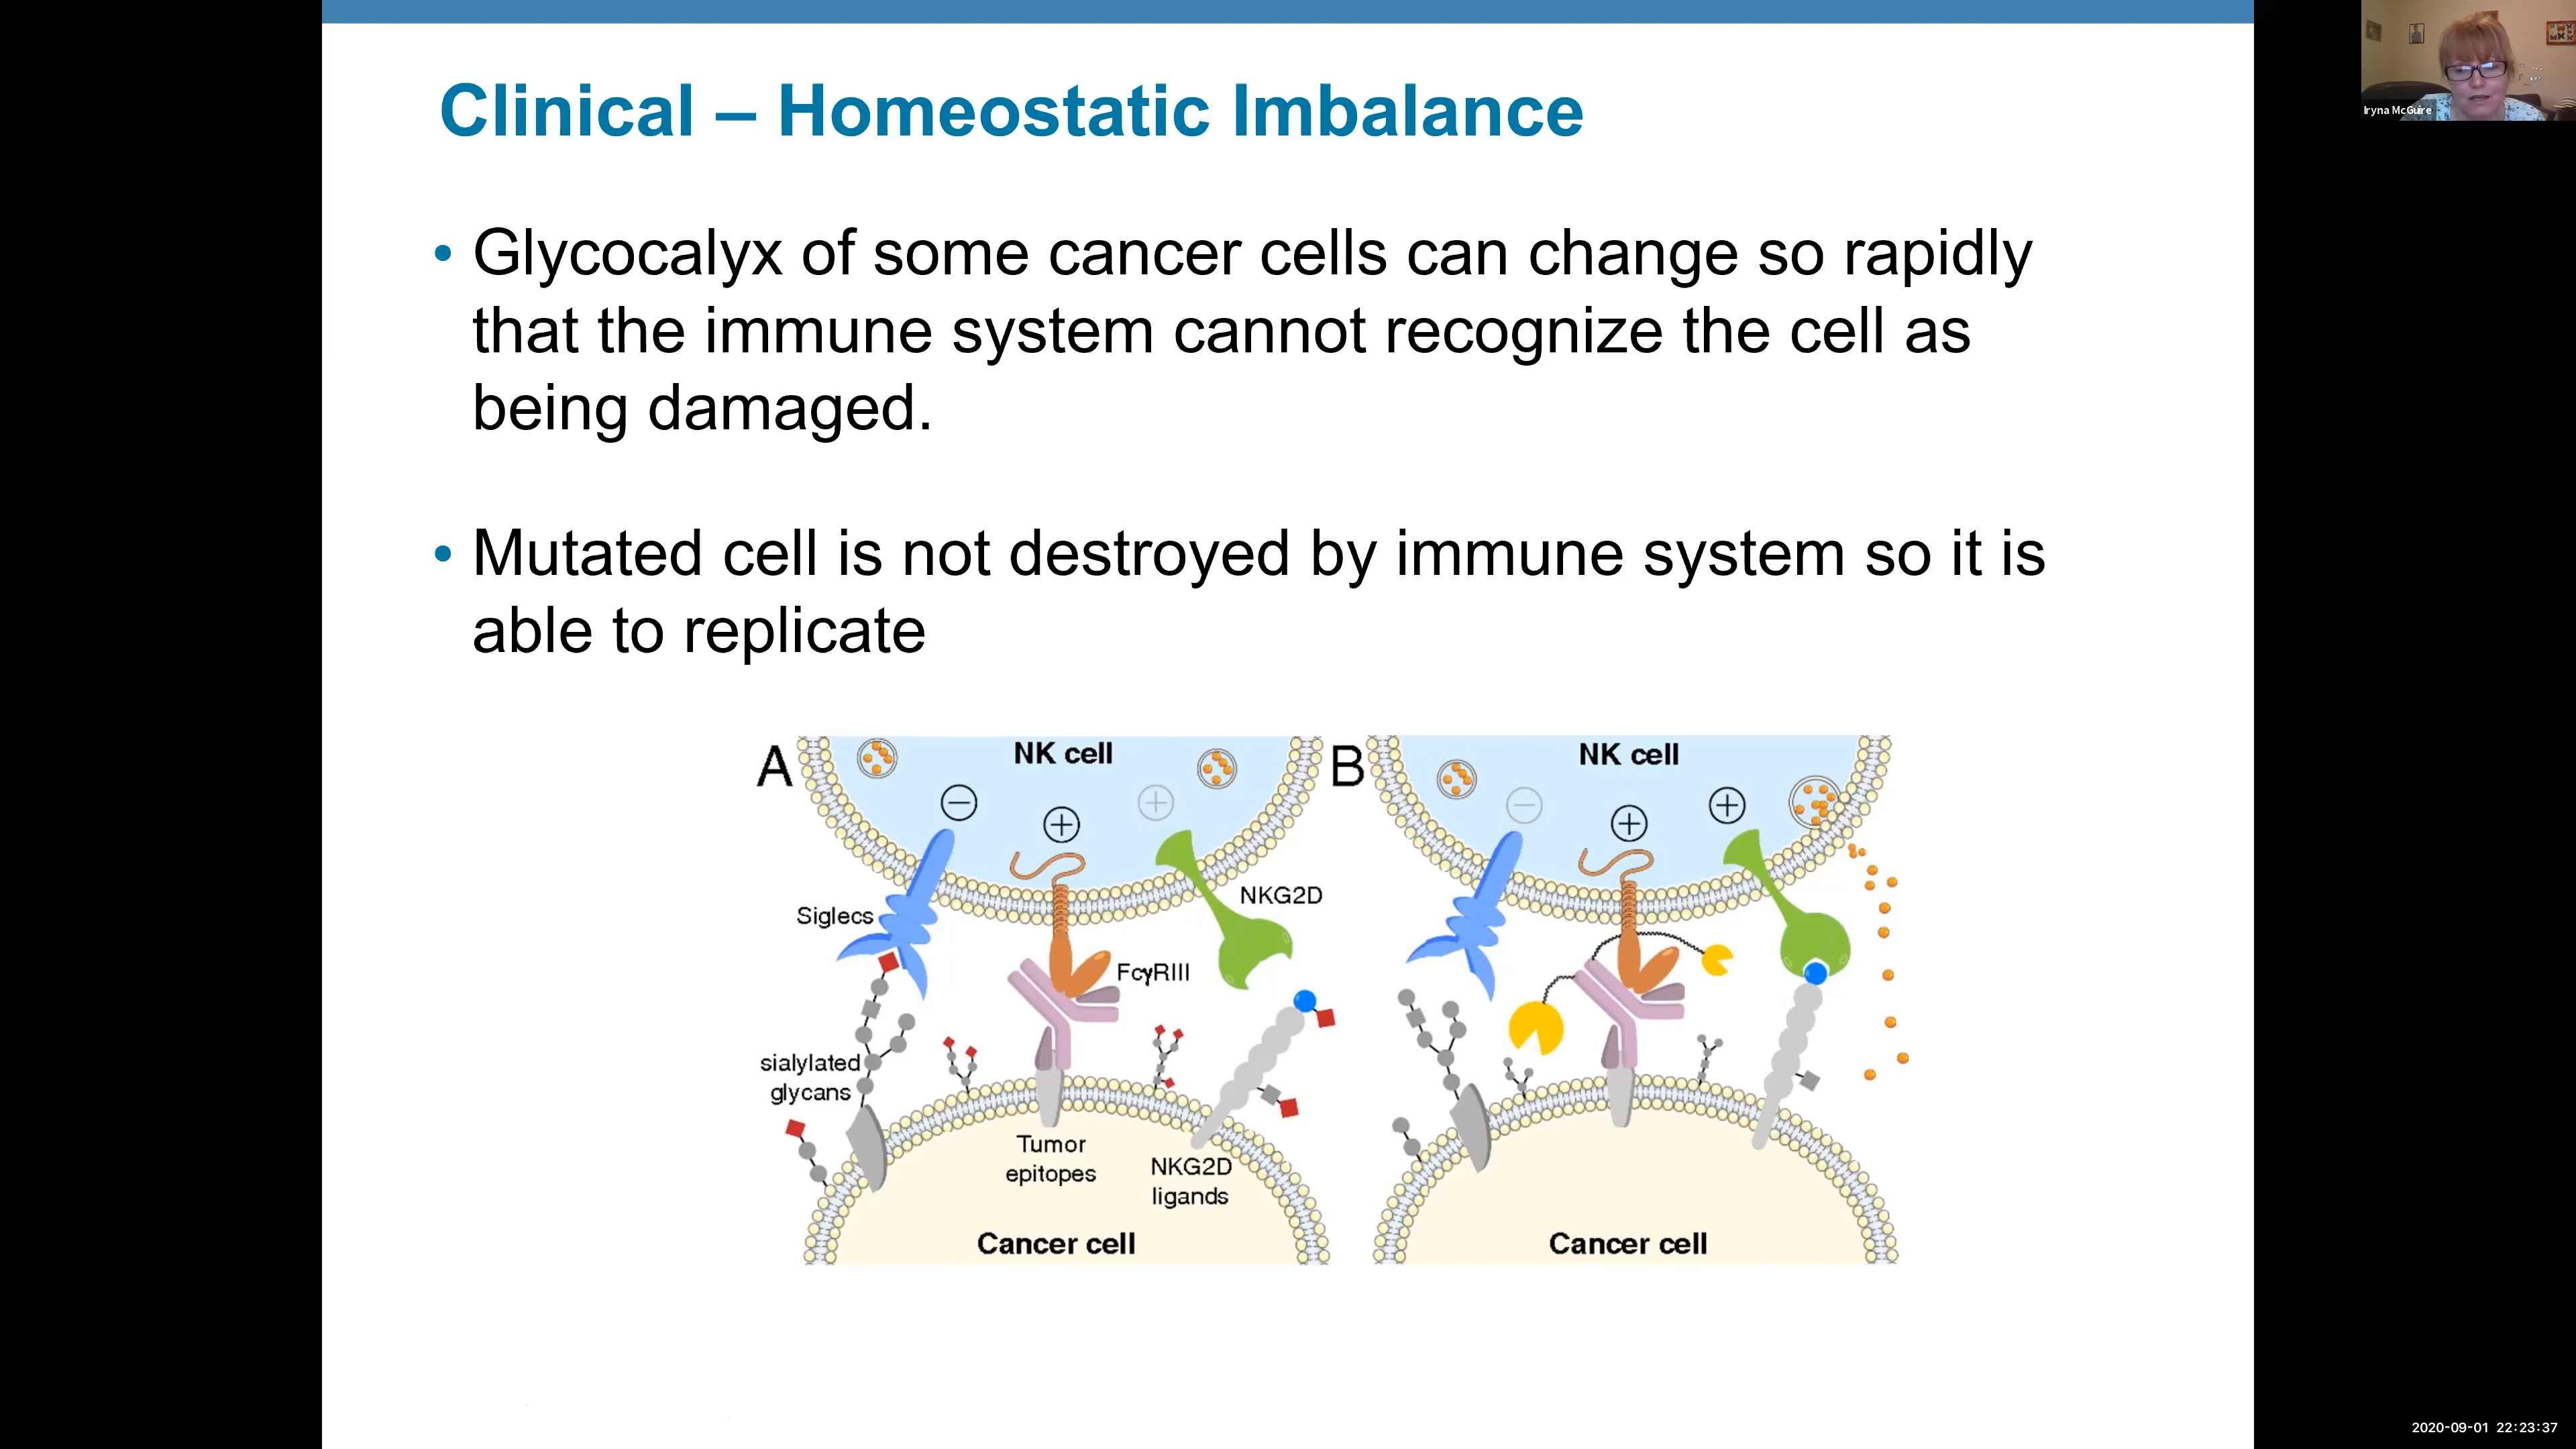 Clinical – Homeostatic Imbalance
Iryna McGuire
• Glycocalyx of some cancer cells can change so rapidly
that the immune system cannot recognize the cell as
being damaged.
• Mutated cell is not destroyed by immune system so it is
able to replicate
A
NK cell
Siglecs
NKG2D
FcγRIII
sialylated
glycans
Tumor
epitopes
NKG2D
ligands
Cancer cell
B
NK cell
Cancer cell
2020-09-01 22:23:37